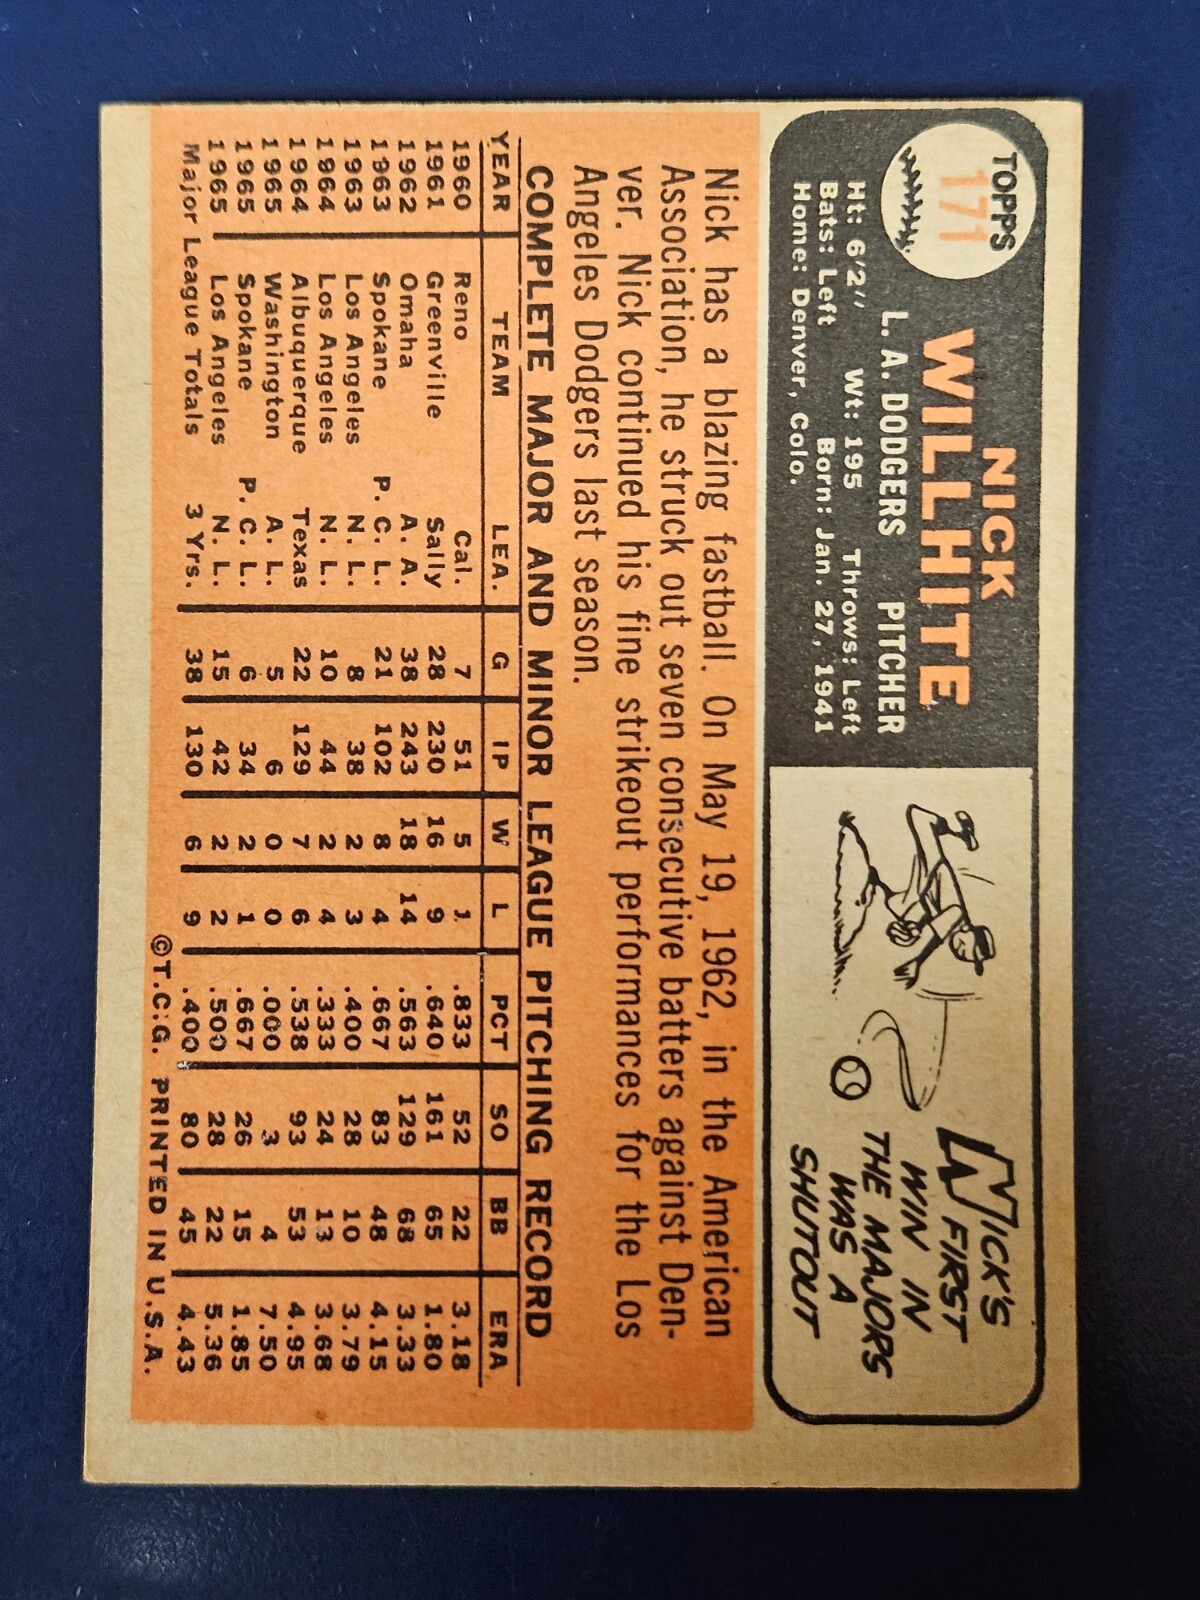 TOPPS
171
NICK
WILLHITE
L. A. DODGERS PITCHER
Ht: 6'2" Wt: 195 Throws: Left
Bats: Left Born: Jan. 27, 1941
Home: Denver, Colo.
NICK'S
FIRST
WIN IN
THE MAJORS
WAS A
SHUTOUT
Nick has a blazing fastball. On May 19, 1962, in the American
Association, he struck out seven consecutive batters against Den-
ver. Nick continued his fine strikeout performances for the Los
Angeles Dodgers last season.
COMPLETE MAJOR AND MINOR LEAGUE PITCHING RECORD
YEAR TEAM LEA. G IP W L PCT SO BB ERA
1960 Reno Cal. 7 51 5 1 .833 52 22 3.18
1961 Greenville Sally 28 230 16 9 .640 161 65 1.80
1962 Omaha A. A. 38 243 18 14 .563 129 68 3.33
1963 Spokane P. C. L. 21 102 8 4 .667 83 48 4.15
1963 Los Angeles N. L. 8 38 2 3 .400 28 10 3.79
1964 Los Angeles N. L. 10 44 2 4 .333 24 13 3.68
1964 Albuquerque Texas 22 129 7 6 .538 93 53 4.95
1965 Washington A. L. 5 6 0 0 .000 3 4 7.50
1965 Spokane P. C. L. 6 34 2 1 .667 26 15 1.85
1965 Los Angeles N. L. 15 42 2 2 .500 28 22 5.36
Major League Totals 3 Yrs. 38 130 6 9 .400 80 45 4.43
©T.C.G. PRINTED IN U.S.A.